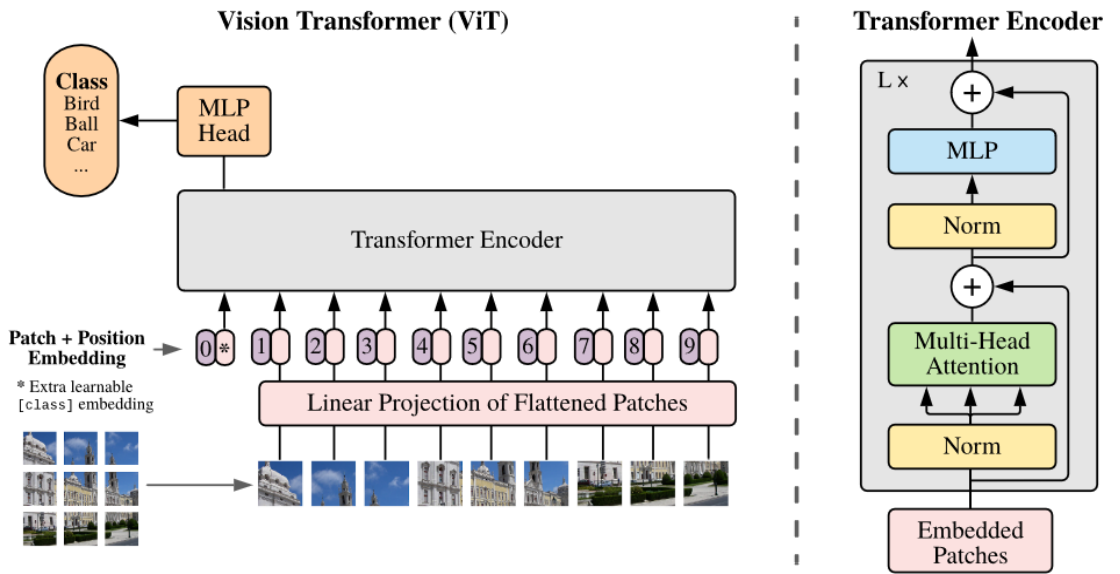 Vision Transformer (ViT)
Class
Bird
Ball
Car
...
MLP
Head
Transformer Encoder
Patch + Position
Embedding
* Extra learnable
[class] embedding
0 *
1
2
3
4
5
6
7
8
9
Linear Projection of Flattened Patches
Transformer Encoder
L x
+
MLP
Norm
+
Multi-Head
Attention
Norm
Embedded
Patches